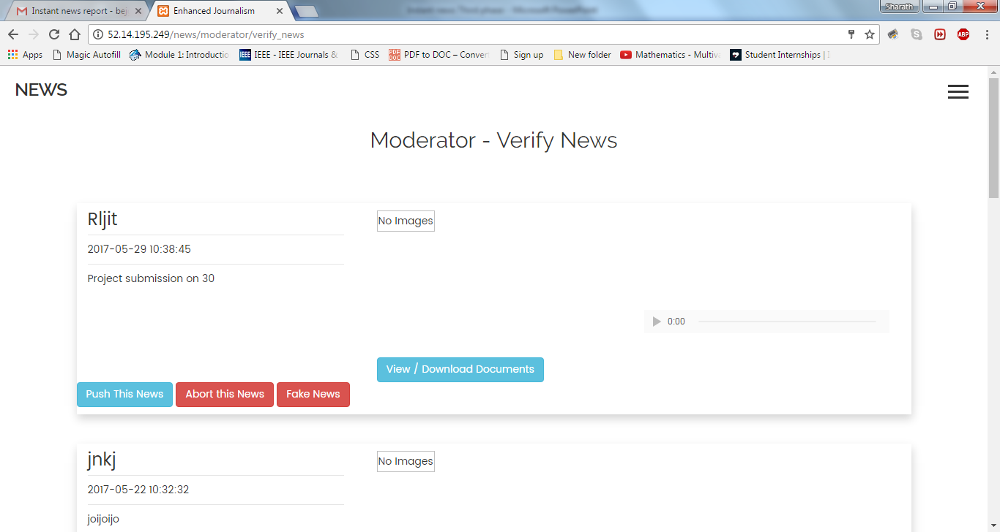 Instant news report - bej
Enhanced Journalism
Instant news Third phase - Microsoft PowerPoint
Sharath
52.14.195.249/news/moderator/verify_news
ABP
Apps
Magic Autofill
Module 1: Introductio
IEEE - IEEE Journals &
CSS
PDF to DOC – Conver
Sign up
New folder
Mathematics - Multiva
Student Internships |
NEWS
Moderator - Verify News
Rljit
No Images
2017-05-29 10:38:45
Project submission on 30
0:00
View / Download Documents
Push This News
Abort this News
Fake News
jnkj
No Images
2017-05-22 10:32:32
joijoijo